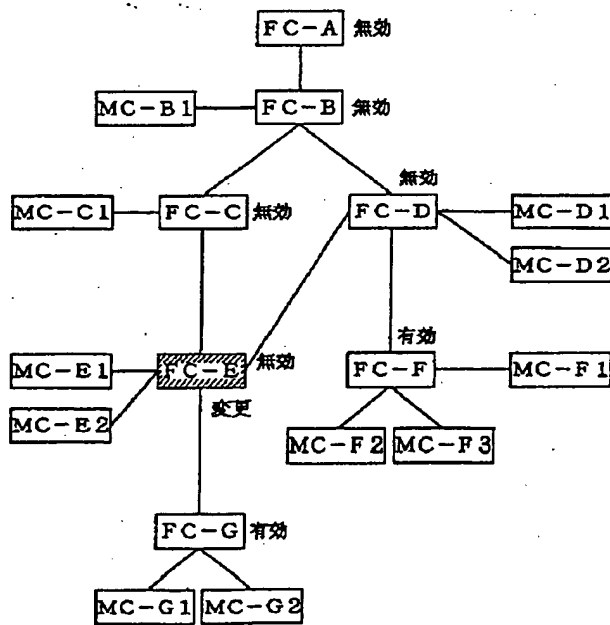 FC-A 無効
MC-B1 FC-B 無効
無効
MC-C1 FC-C 無効 FC-D MC-D1
MC-D2
有効
MC-E1 FC-E 無効 FC-F MC-F1
変更
MC-E2
MC-F2 MC-F3
FC-G 有効
MC-G1 MC-G2